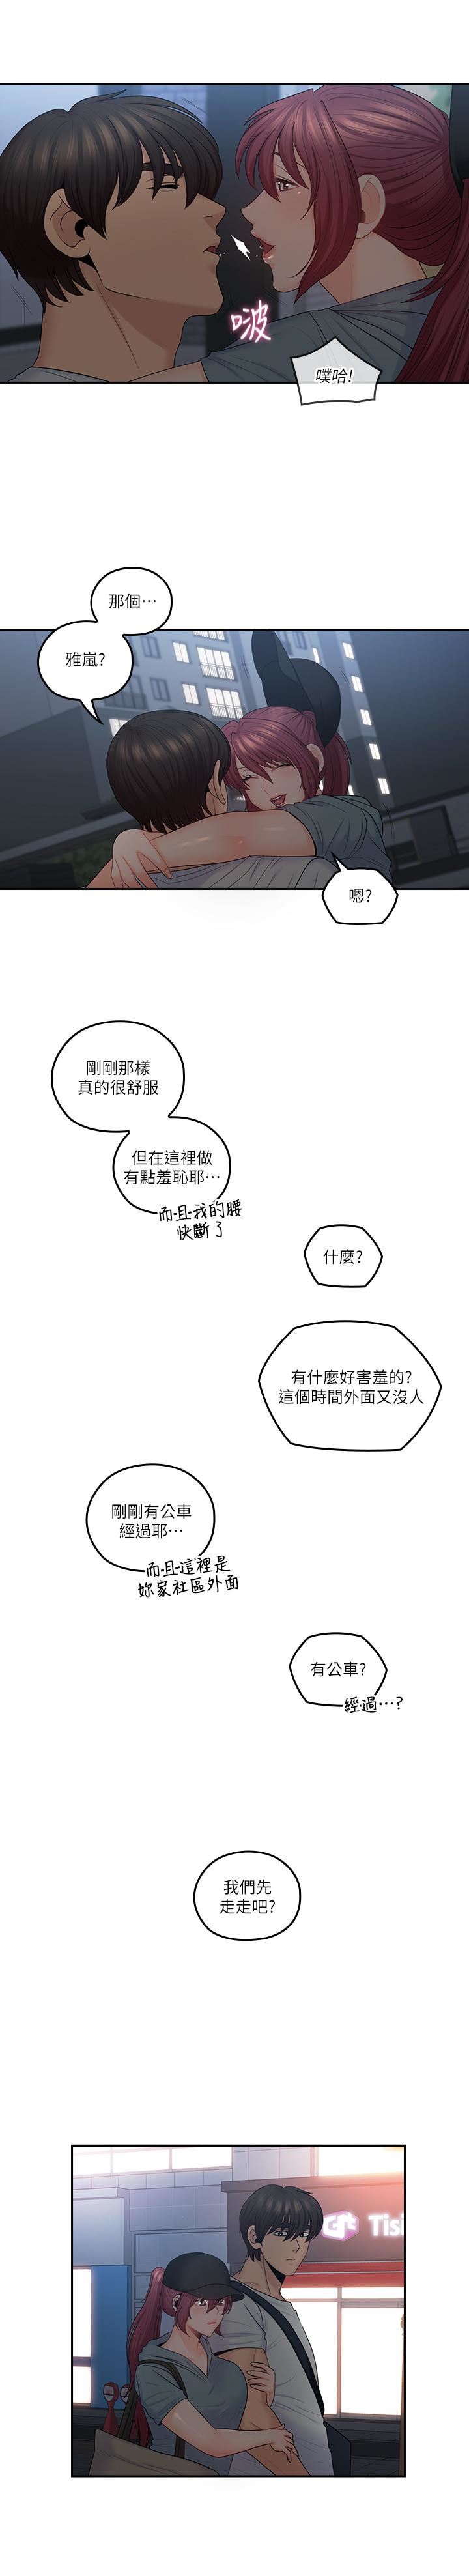 啵
噗哈!
那個…
雅嵐?
嗯?
剛剛那樣
真的很舒服
但在這裡做
有點羞恥耶…
而且我的腰
快斷了
什麼?
有什麼好害羞的?
這個時間外面又沒人
剛剛有公車
經過耶…
而且這裡是
妳家社區外面
有公車?
經過…?
我們先
走走吧?
Tis